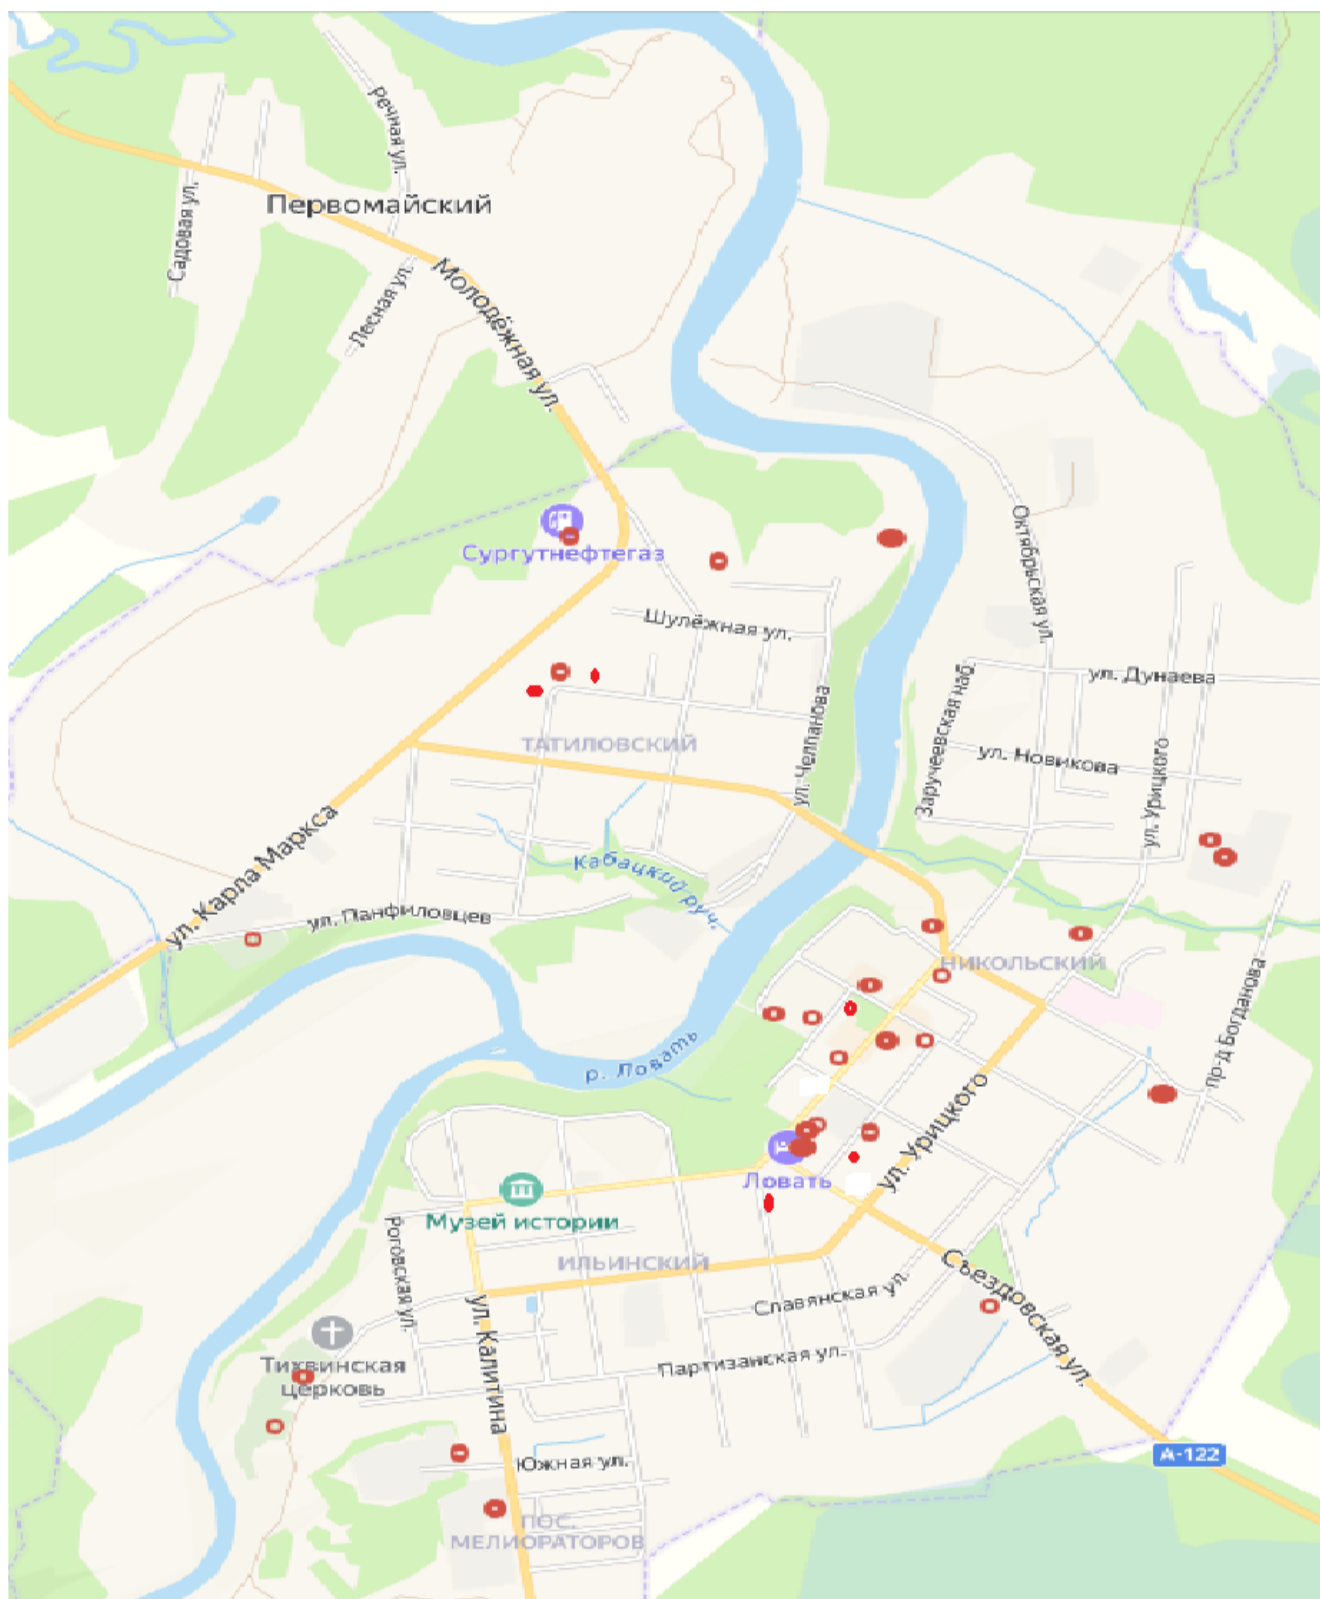 Речная ул.
Первомайский
Садовая ул.
Лесная ул.
Молодёжная ул.
Сургутнефтегаз
Октябрьская ул.
Шулёжная ул.
ул. Дунаева
Заручеевская наб.
ТАТИЛОВСКИЙ
ул. Челпанова
ул. Новикова
ул. Урицкого
ул. Карла Маркса
Кабацкий руч.
ул. Панфиловцев
НИКОЛЬСКИЙ
пр-д Богданова
р. Ловать
ул. Урицкого
Ловать
Музей истории
Роговская ул.
ИЛЬИНСКИЙ
Съездовская ул.
Славянская ул.
ул. Капитина
Тихвинская
церковь
Партизанская ул.
А-122
Южная ул.
ПОС.
МЕЛИОРАТОРОВ